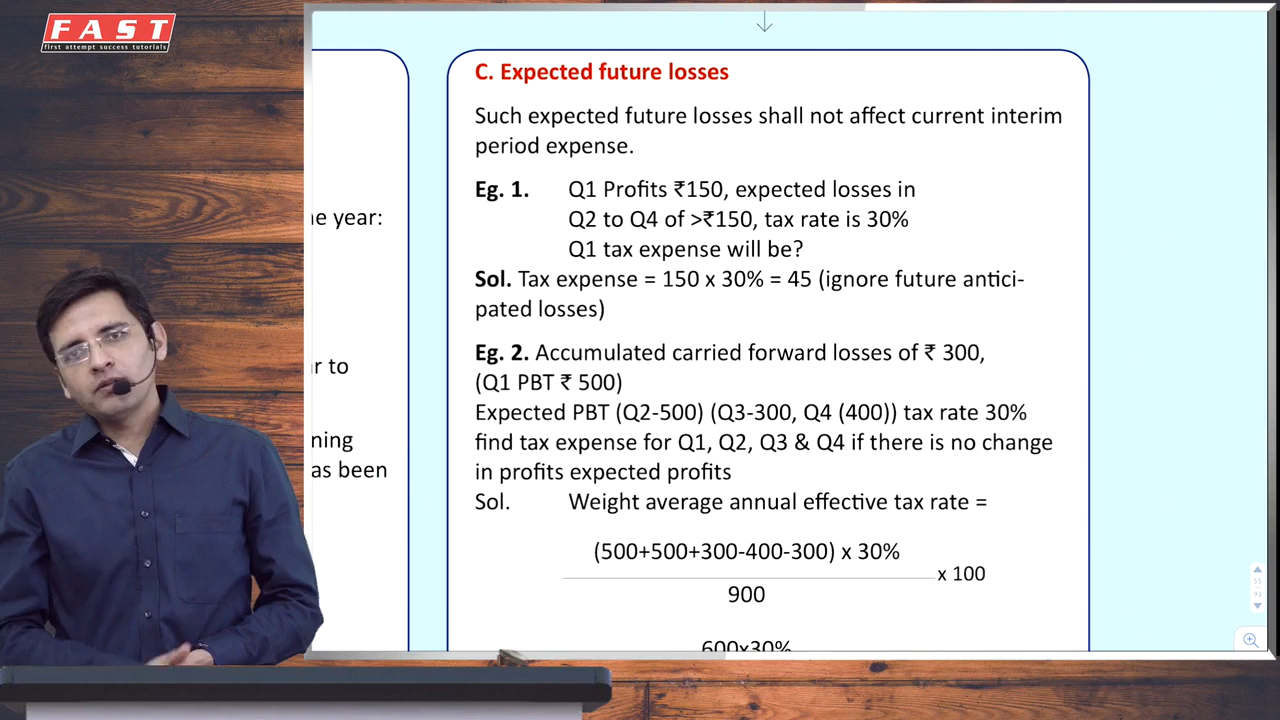 FAST
first attempt success tutorials
e year:
r to
ning
as been
C. Expected future losses
Such expected future losses shall not affect current interim
period expense.
Eg. 1. Q1 Profits ₹150, expected losses in
Q2 to Q4 of >₹150, tax rate is 30%
Q1 tax expense will be?
Sol. Tax expense = 150 x 30% = 45 (ignore future antici-
pated losses)
Eg. 2. Accumulated carried forward losses of ₹ 300,
(Q1 PBT ₹ 500)
Expected PBT (Q2-500) (Q3-300, Q4 (400)) tax rate 30%
find tax expense for Q1, Q2, Q3 & Q4 if there is no change
in profits expected profits
Sol. Weight average annual effective tax rate =
(500+500+300-400-300) x 30%
x 100
900
600x30%
55
93